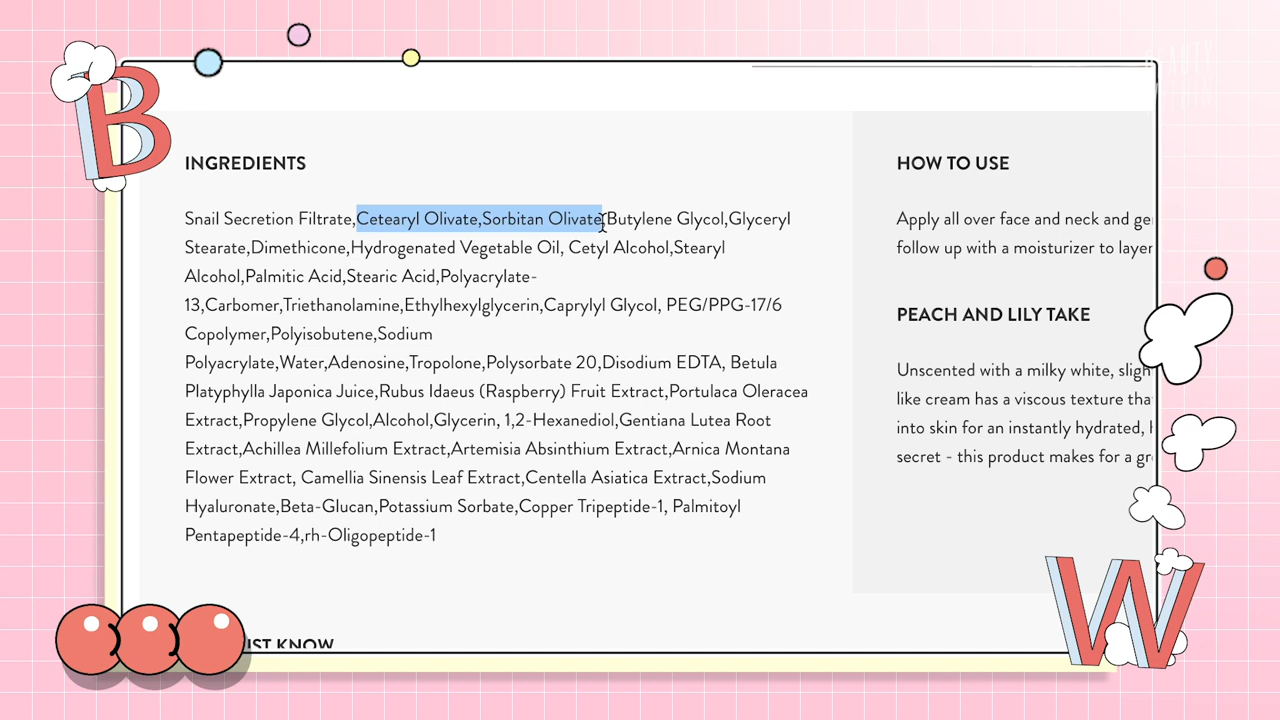 B
BEAUTY
INGREDIENTS
Snail Secretion Filtrate,Cetearyl Olivate,Sorbitan Olivate,Butylene Glycol,Glyceryl
Stearate,Dimethicone,Hydrogenated Vegetable Oil, Cetyl Alcohol,Stearyl
Alcohol,Palmitic Acid,Stearic Acid,Polyacrylate-
13,Carbomer,Triethanolamine,Ethylhexylglycerin,Caprylyl Glycol, PEG/PPG-17/6
Copolymer,Polyisobutene,Sodium
Polyacrylate,Water,Adenosine,Tropolone,Polysorbate 20,Disodium EDTA, Betula
Platyphylla Japonica Juice,Rubus Idaeus (Raspberry) Fruit Extract,Portulaca Oleracea
Extract,Propylene Glycol,Alcohol,Glycerin, 1,2-Hexanediol,Gentiana Lutea Root
Extract,Achillea Millefolium Extract,Artemisia Absinthium Extract,Arnica Montana
Flower Extract, Camellia Sinensis Leaf Extract,Centella Asiatica Extract,Sodium
Hyaluronate,Beta-Glucan,Potassium Sorbate,Copper Tripeptide-1, Palmitoyl
Pentapeptide-4,rh-Oligopeptide-1
HOW TO USE
Apply all over face and neck and
follow up with a moisturizer to layer
PEACH AND LILY TAKE
Unscented with a milky white,
like cream has a viscous texture
into skin for an instantly hydrated,
secret - this product makes for a
KNOW
W